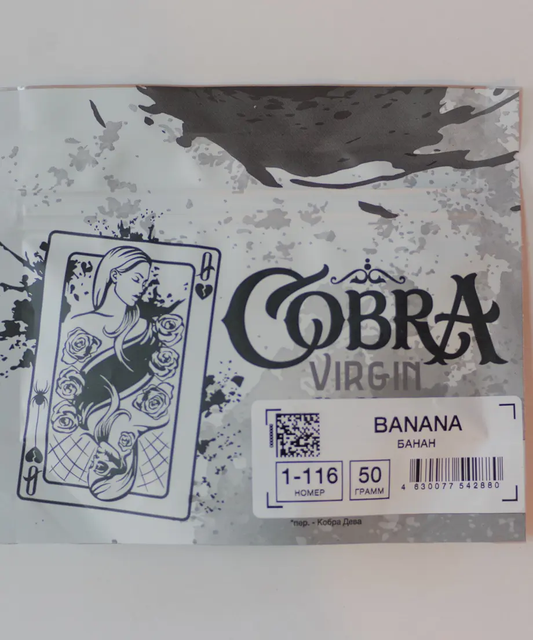 Q
COBRA
VIRGIN
BANANA
БАНАН
1-116
НОМЕР
50
ГРАММ
4 630077 542880
Q
*пер. - Кобра Дева